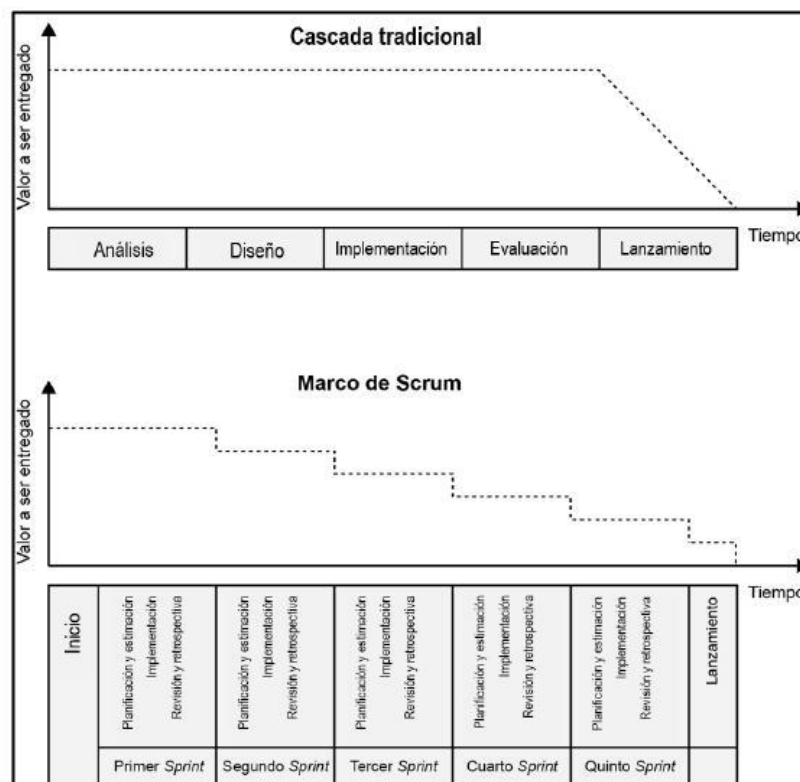 Cascada tradicional
Valor a ser entregado
Tiempo
Análisis
Diseño
Implementación
Evaluación
Lanzamiento
Marco de Scrum
Valor a ser entregado
Tiempo
Inicio
Planificación y estimación
Implementación
Revisión y retrospectiva
Planificación y estimación
Implementación
Revisión y retrospectiva
Planificación y estimación
Implementación
Revisión y retrospectiva
Planificación y estimación
Implementación
Revisión y retrospectiva
Planificación y estimación
Implementación
Revisión y retrospectiva
Lanzamiento
Primer Sprint
Segundo Sprint
Tercer Sprint
Cuarto Sprint
Quinto Sprint